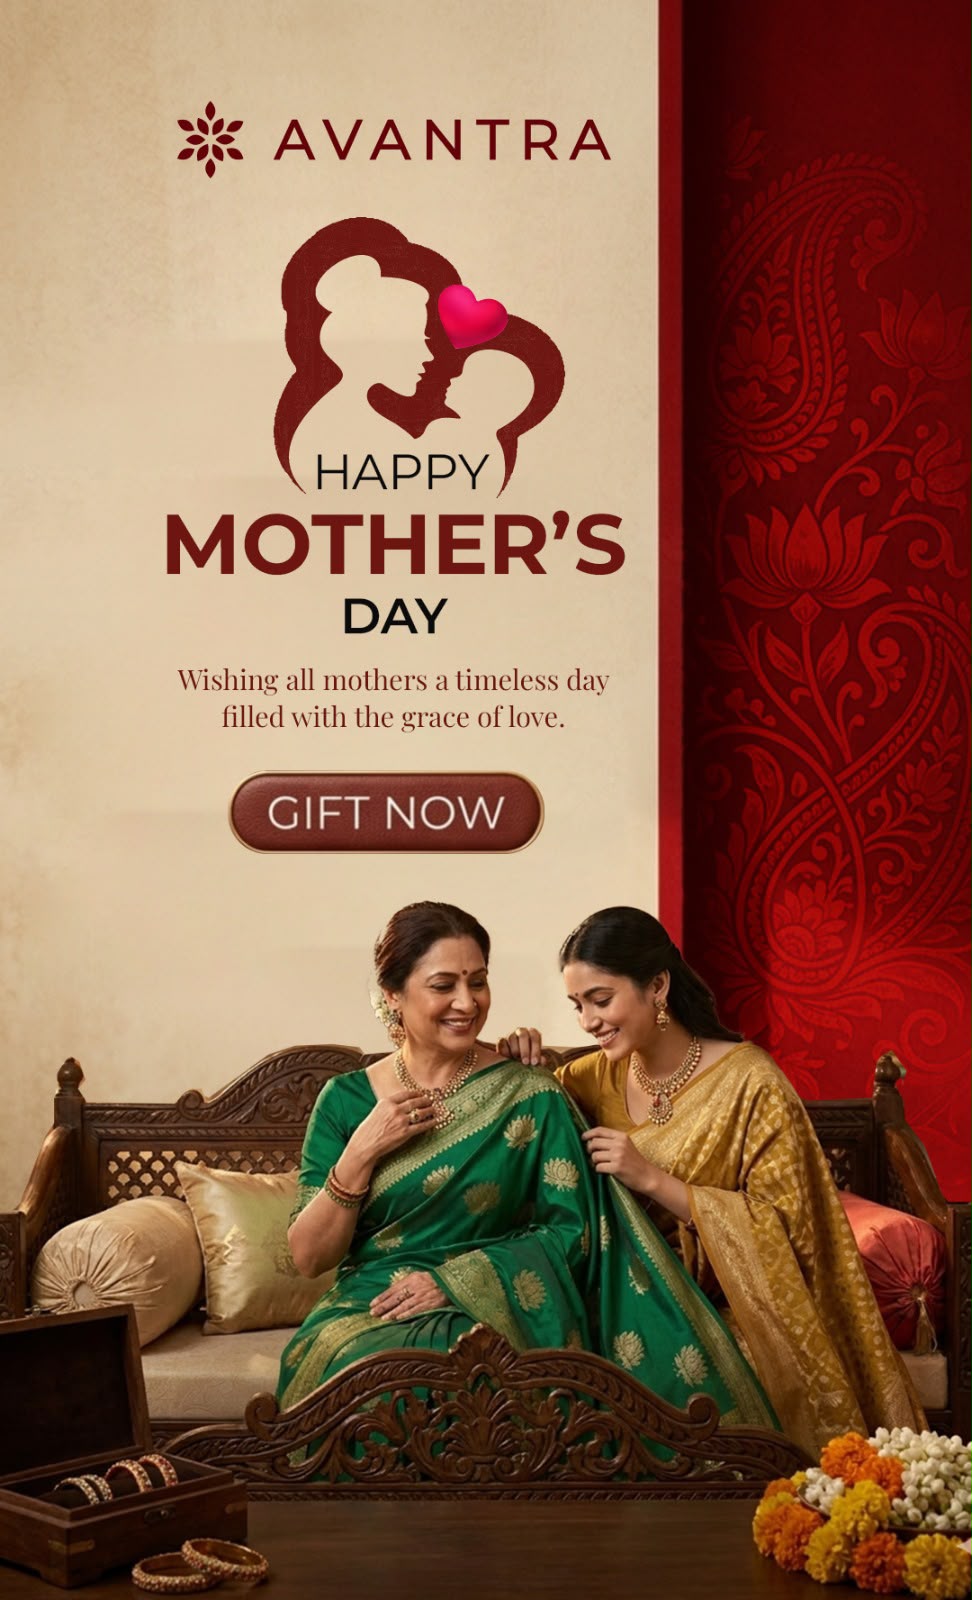 AVANTRA
HAPPY
MOTHER’S
DAY
Wishing all mothers a timeless day
filled with the grace of love.
GIFT NOW